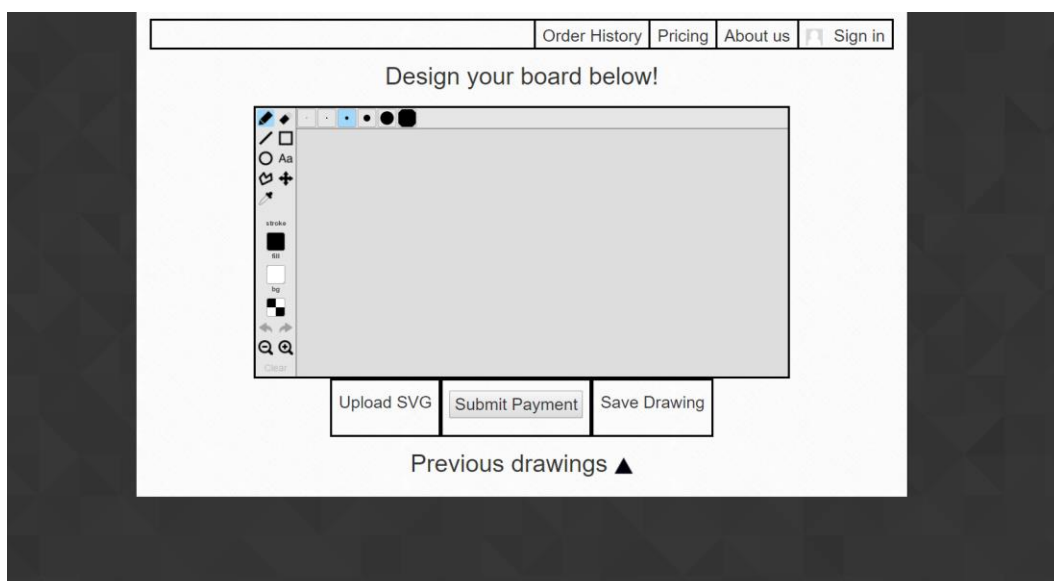 Order History Pricing About us Sign in
Design your board below!
Aa
stroke
fill
bg
Clear
Upload SVG Submit Payment Save Drawing
Previous drawings ▲